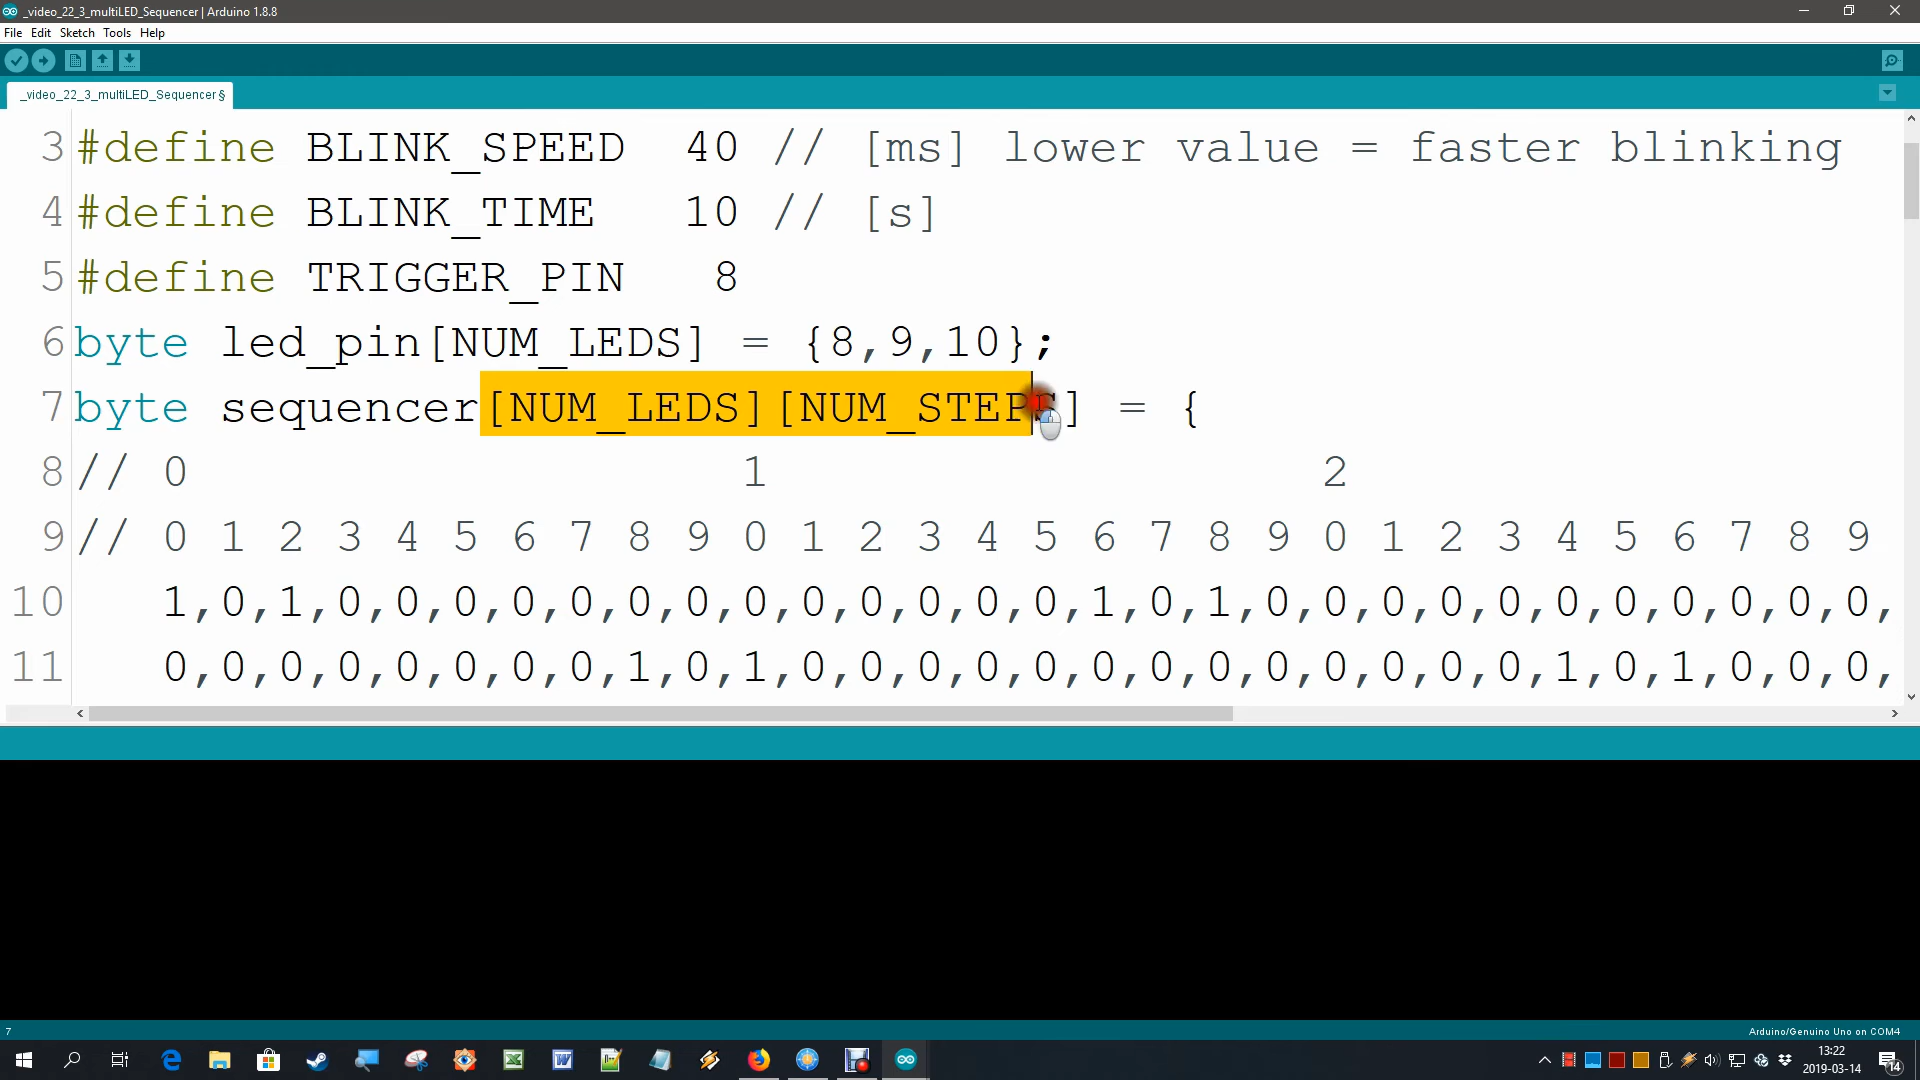 _video_22_3_multiLED_Sequencer | Arduino 1.8.8
File Edit Sketch Tools Help
_video_22_3_multiLED_Sequencer §
3 #define BLINK_SPEED 40 // [ms] lower value = faster blinking
4 #define BLINK_TIME 10 // [s]
5 #define TRIGGER_PIN 8
6 byte led_pin[NUM_LEDS] = {8,9,10};
7 byte sequencer[NUM_LEDS][NUM_STEPS] = {
8 // 0 1 2
9 // 0 1 2 3 4 5 6 7 8 9 0 1 2 3 4 5 6 7 8 9 0 1 2 3 4 5 6 7 8 9
10 1,0,1,0,0,0,0,0,0,0,0,0,0,0,0,0,1,0,1,0,0,0,0,0,0,0,0,0,0,0,
11 0,0,0,0,0,0,0,0,1,0,1,0,0,0,0,0,0,0,0,0,0,0,0,0,1,0,1,0,0,0,
7 Arduino/Genuino Uno on COM4
13:22
2019-03-14
14